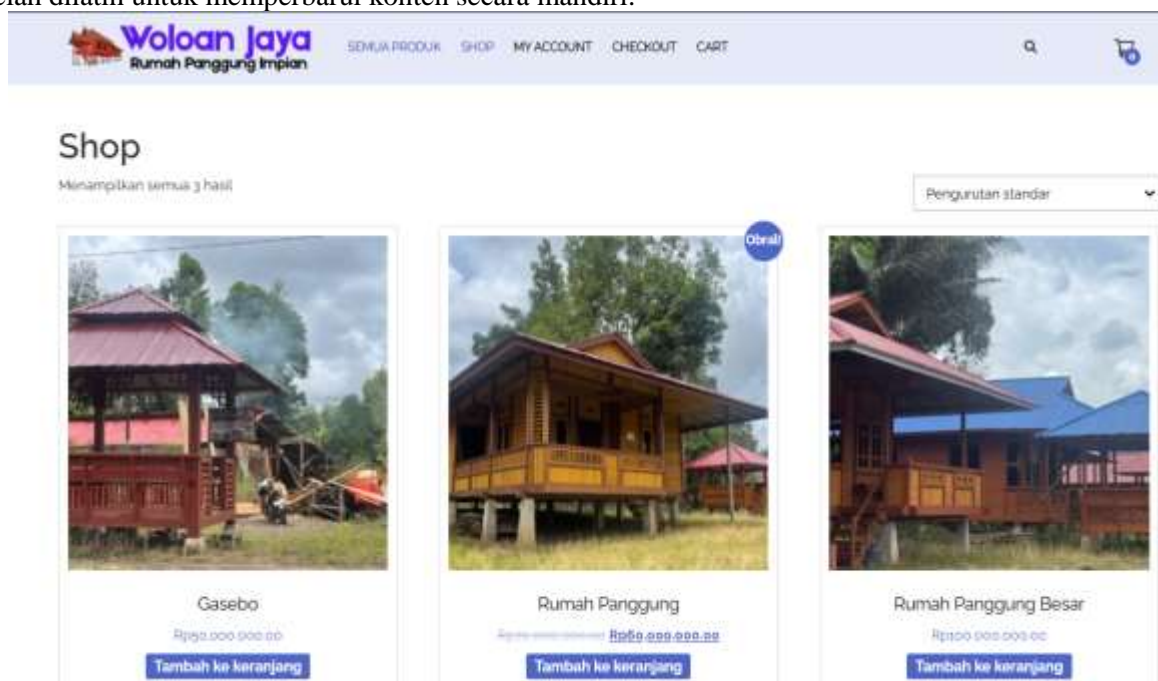 dilatih untuk memperbarui konten secara mandiri.
Woloan Jaya
Rumah Panggung Impian
SEMUA PRODUK SHOP MY ACCOUNT CHECKOUT CART
Shop
Menampilkan semua 3 hasil
Pengurutan standar
Obral!
Gasebo
Rumah Panggung
Rumah Panggung Besar
Rp50.000.000.00
Rp60.000.000.00
Rp100.000.000.00
Tambah ke keranjang
Tambah ke keranjang
Tambah ke keranjang